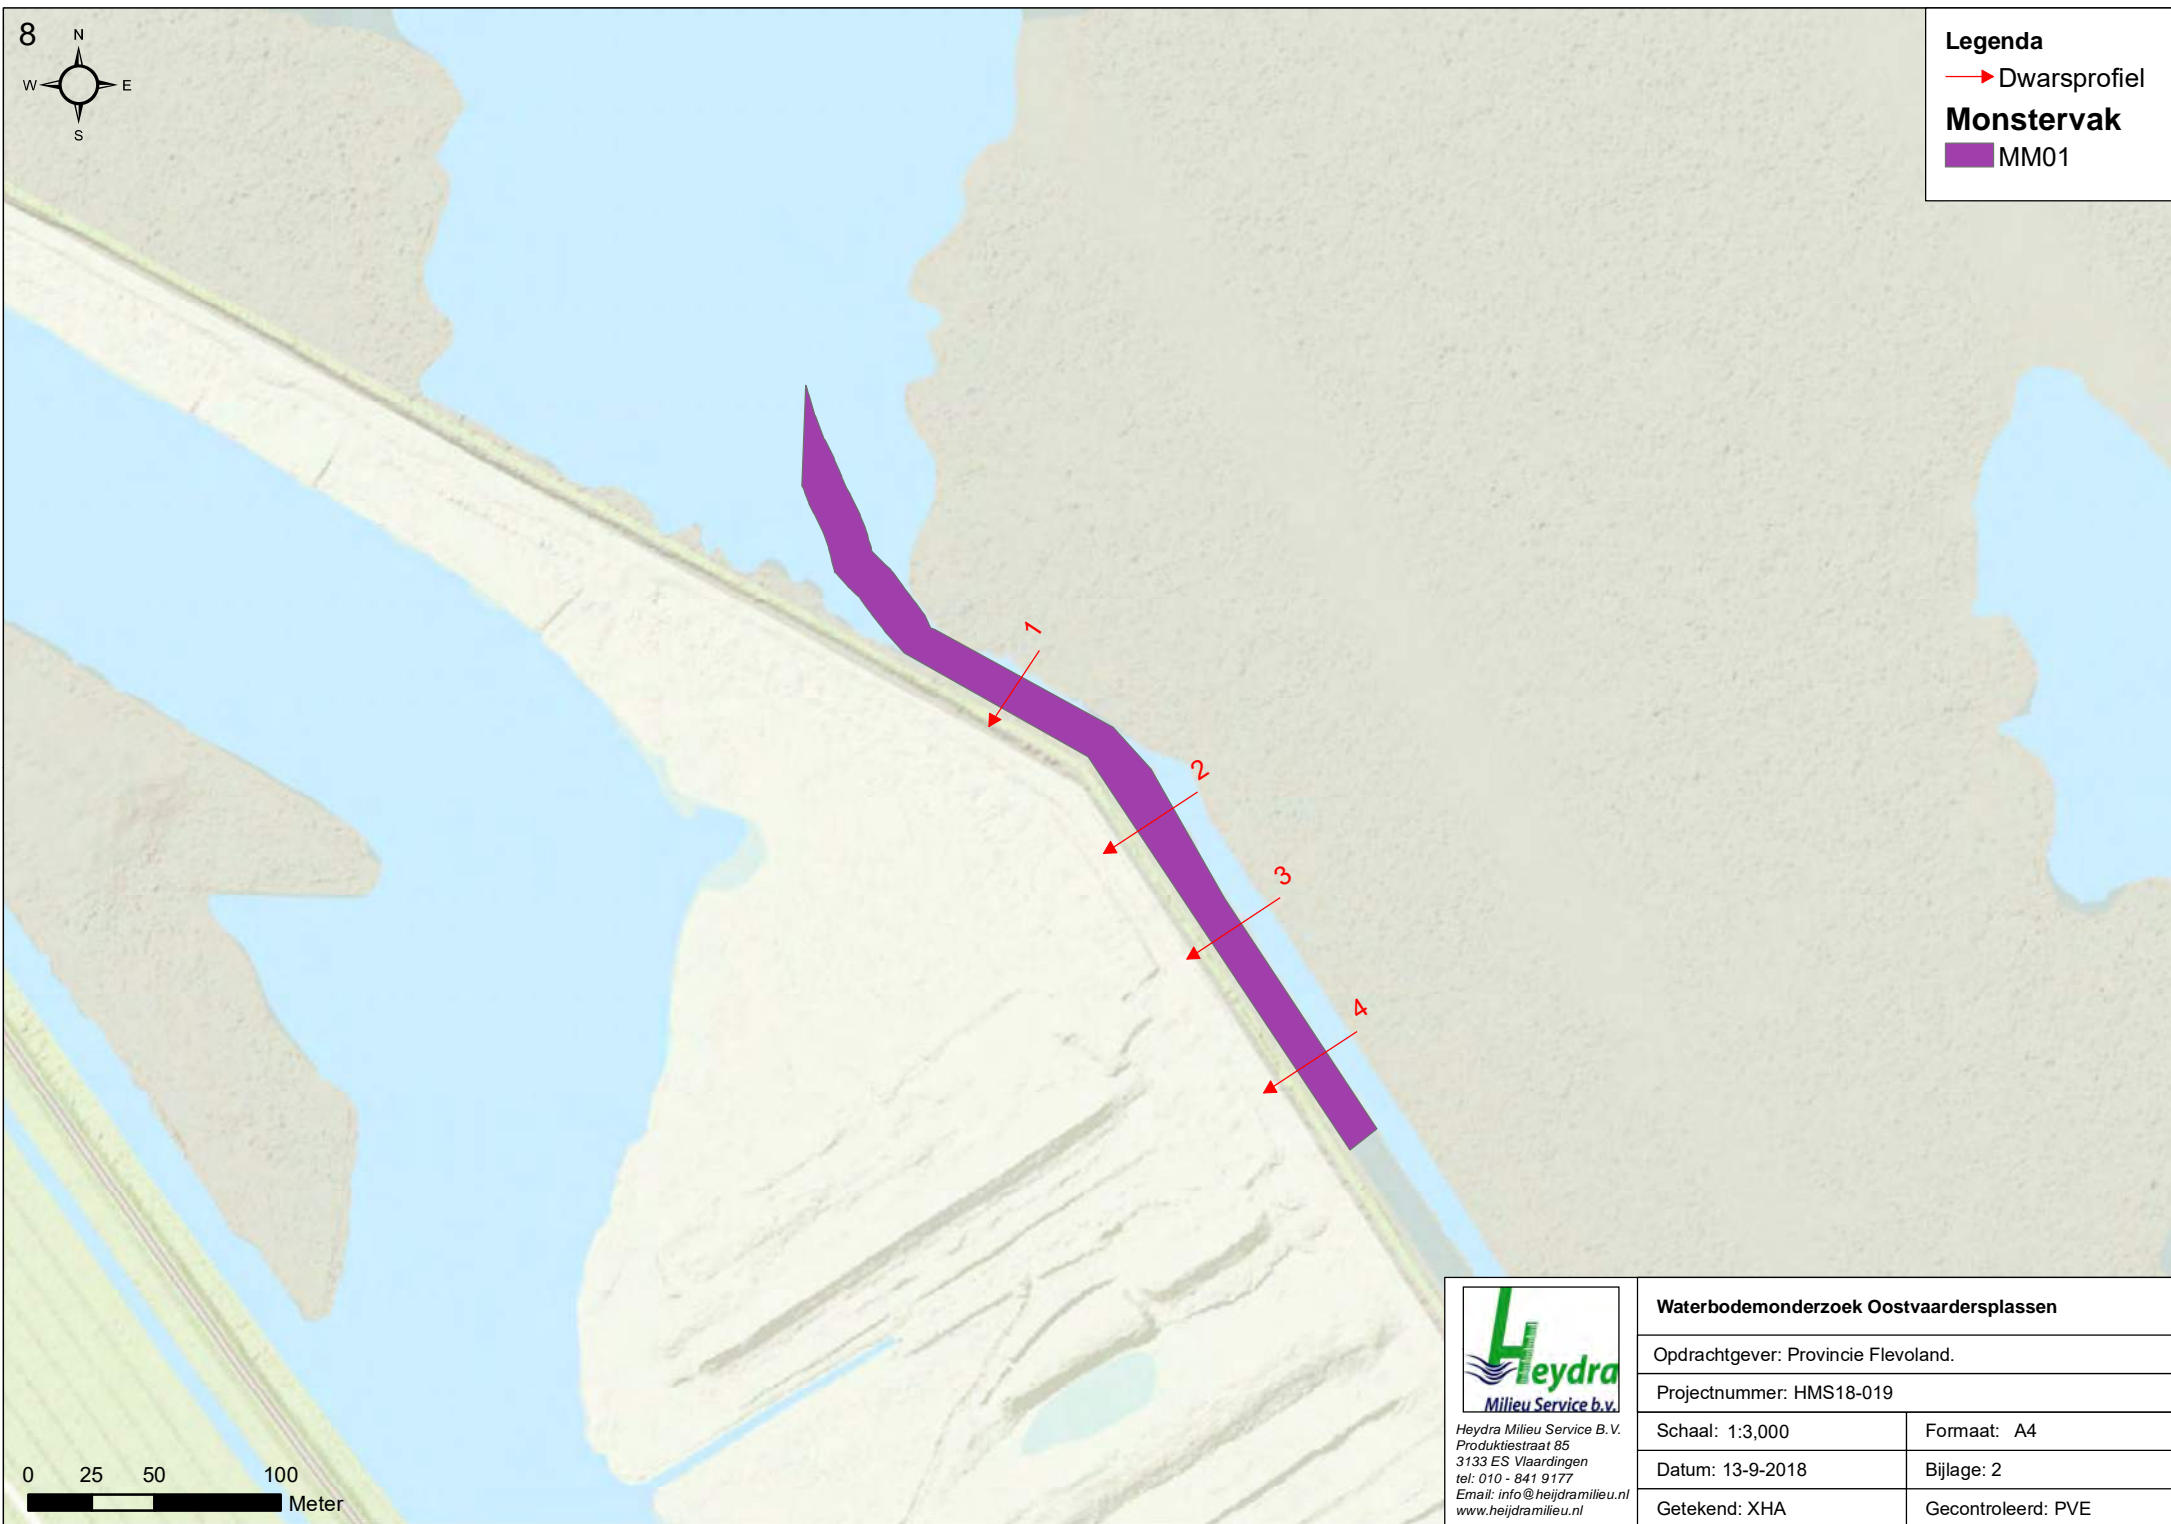 8
N
W E
S
Legenda
Dwarsprofiel
Monstervak
MM01
1
2
3
4
0 25 50 100
Meter
Heydra
Milieu Service b.v.
Heydra Milieu Service B.V.
Produktiestraat 85
3133 ES Vlaardingen
tel: 010 - 841 9177
Email: info@heijdramilieu.nl
www.heijdramilieu.nl
Waterbodemonderzoek Oostvaardersplassen
Opdrachtgever: Provincie Flevoland.
Projectnummer: HMS18-019
Schaal: 1:3,000
Formaat: A4
Datum: 13-9-2018
Bijlage: 2
Getekend: XHA
Gecontroleerd: PVE